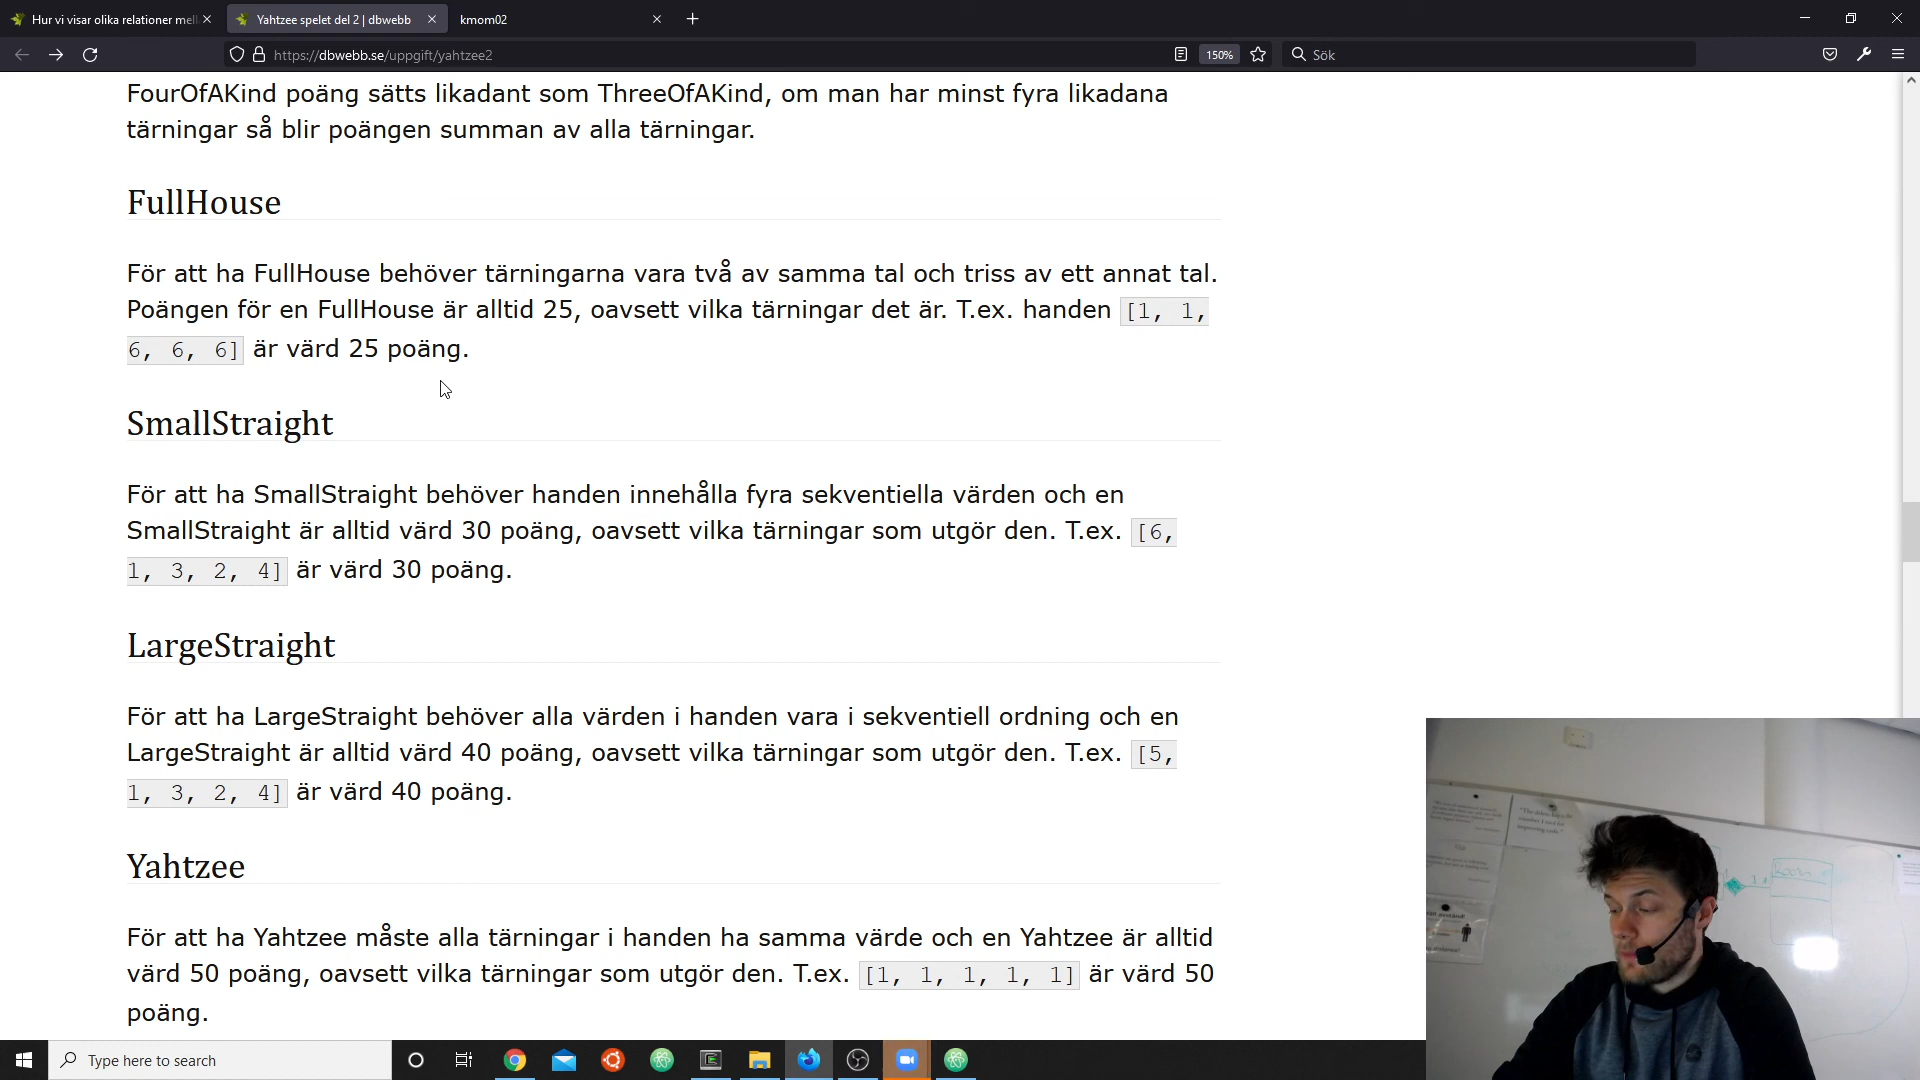 Hur vi visar olika relationer mell
Yahtzee spelet del 2 | dbwebb
kmom02
https://dbwebb.se/uppgift/yahtzee2
150%
Sök
FourOfAKind poäng sätts likadant som ThreeOfAKind, om man har minst fyra likadana
tärningar så blir poängen summan av alla tärningar.
FullHouse
För att ha FullHouse behöver tärningarna vara två av samma tal och triss av ett annat tal.
Poängen för en FullHouse är alltid 25, oavsett vilka tärningar det är. T.ex. handen [1, 1,
6, 6, 6] är värd 25 poäng.
SmallStraight
För att ha SmallStraight behöver handen innehålla fyra sekventiella värden och en
SmallStraight är alltid värd 30 poäng, oavsett vilka tärningar som utgör den. T.ex. [6,
1, 3, 2, 4] är värd 30 poäng.
LargeStraight
För att ha LargeStraight behöver alla värden i handen vara i sekventiell ordning och en
LargeStraight är alltid värd 40 poäng, oavsett vilka tärningar som utgör den. T.ex. [5,
1, 3, 2, 4] är värd 40 poäng.
Yahtzee
För att ha Yahtzee måste alla tärningar i handen ha samma värde och en Yahtzee är alltid
värd 50 poäng, oavsett vilka tärningar som utgör den. T.ex. [1, 1, 1, 1, 1] är värd 50
poäng.
Room
Type here to search